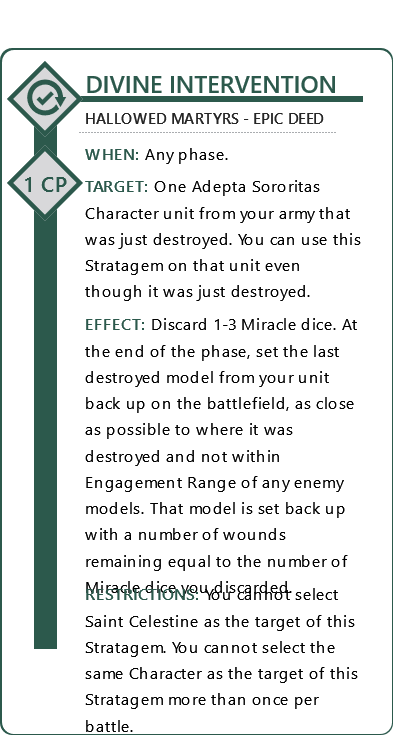 DIVINE INTERVENTION
HALLOWED MARTYRS - EPIC DEED
WHEN: Any phase.
1 CP
TARGET: One Adepta Sororitas
Character unit from your army that
was just destroyed. You can use this
Stratagem on that unit even
though it was just destroyed.
EFFECT: Discard 1-3 Miracle dice. At
the end of the phase, set the last
destroyed model from your unit
back up on the battlefield, as close
as possible to where it was
destroyed and not within
Engagement Range of any enemy
models. That model is set back up
with a number of wounds
remaining equal to the number of
Miracle dice you discarded.
RESTRICTIONS: You cannot select
Saint Celestine as the target of this
Stratagem. You cannot select the
same Character as the target of this
Stratagem more than once per
battle.